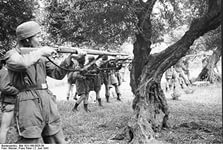 Bundesarchiv, Bild
Foto: Weixler, Franz Peter | 2. Juni 1941